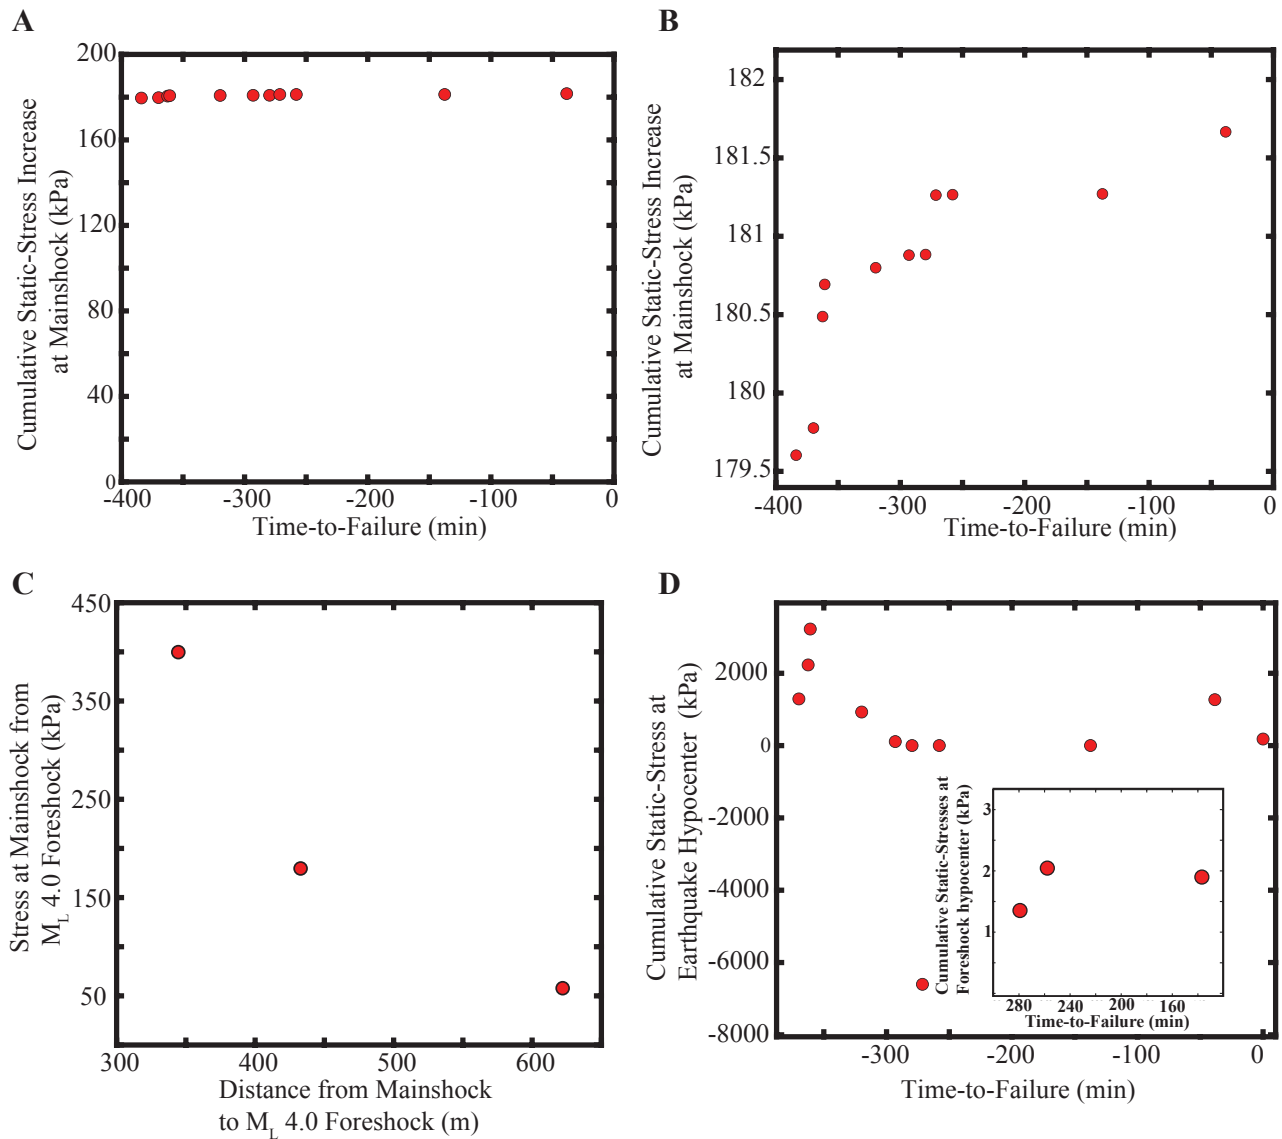 A
200
160
120
80
40
0
Cumulative Static-Stress Increase
at Mainshock (kPa)
-400
-300
-200
-100
0
Time-to-Failure (min)
B
182
181.5
181
180.5
180
179.5
Cumulative Static-Stress Increase
at Mainshock (kPa)
-400
-300
-200
-100
0
Time-to-Failure (min)
C
450
350
250
150
50
Stress at Mainshock from
M_L 4.0 Foreshock (kPa)
300
400
500
600
Distance from Mainshock
to M_L 4.0 Foreshock (m)
D
2000
0
-2000
-4000
-6000
-8000
Cumulative Static-Stress at
Earthquake Hypocenter (kPa)
-300
-200
-100
0
Time-to-Failure (min)
3
2
1
Cumulative Static-Stresses at
Foreshock hypocenter (kPa)
280
240
200
160
Time-to-Failure (min)